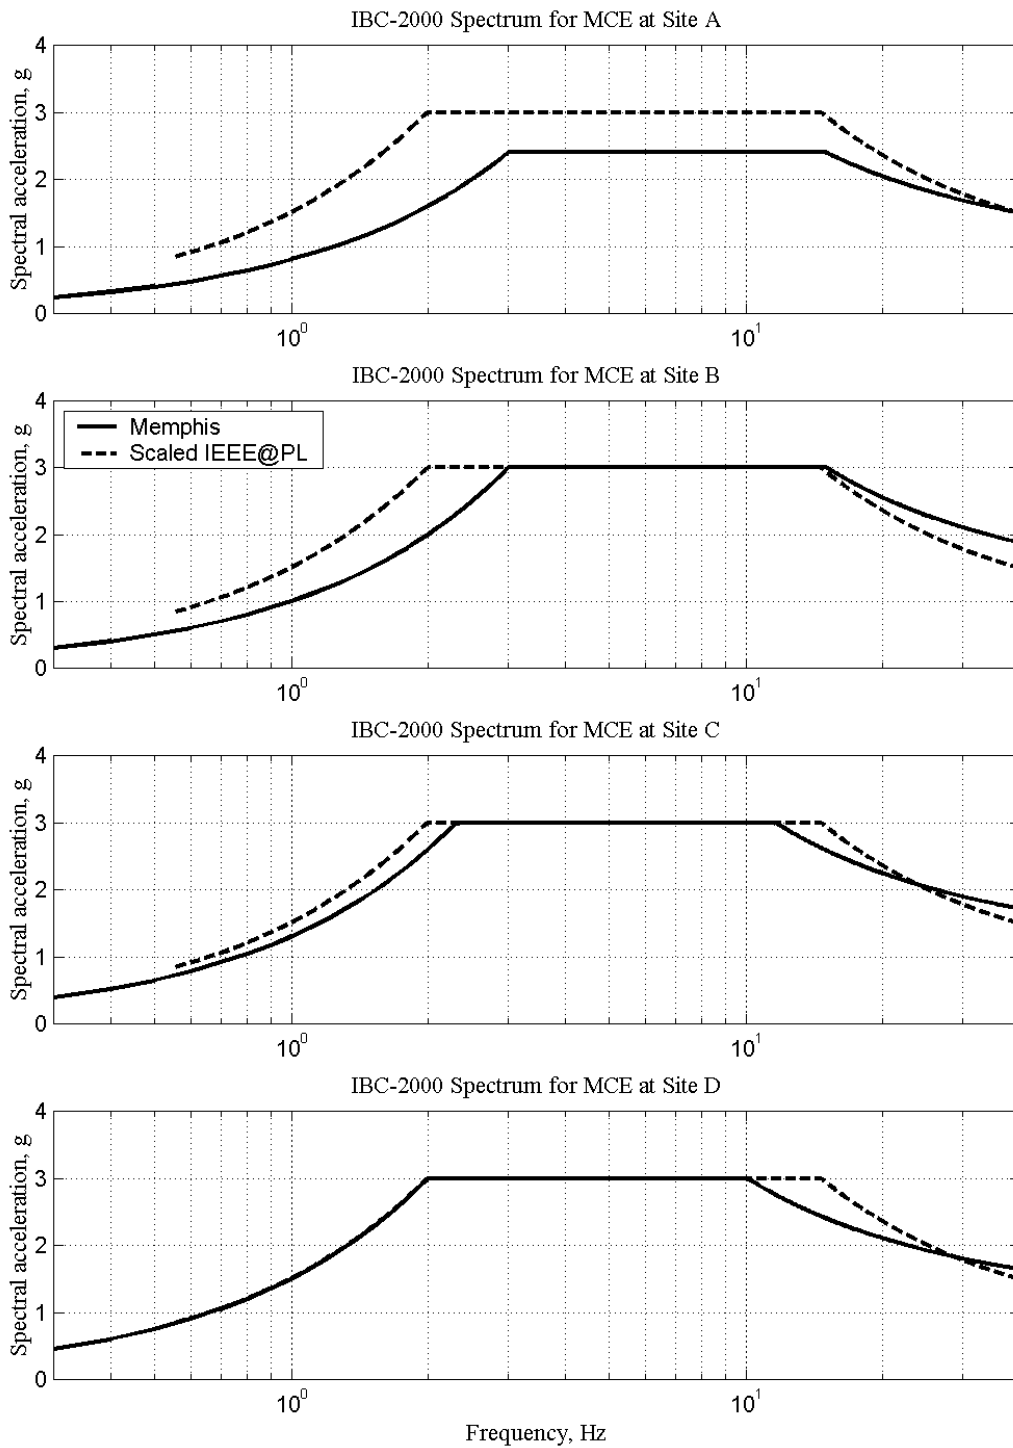 IBC-2000 Spectrum for MCE at Site A
Spectral acceleration, g
4
3
2
1
0
10^0
10^1
IBC-2000 Spectrum for MCE at Site B
Spectral acceleration, g
4
3
2
1
0
Memphis
Scaled IEEE@PL
10^0
10^1
IBC-2000 Spectrum for MCE at Site C
Spectral acceleration, g
4
3
2
1
0
10^0
10^1
IBC-2000 Spectrum for MCE at Site D
Spectral acceleration, g
4
3
2
1
0
10^0
10^1
Frequency, Hz